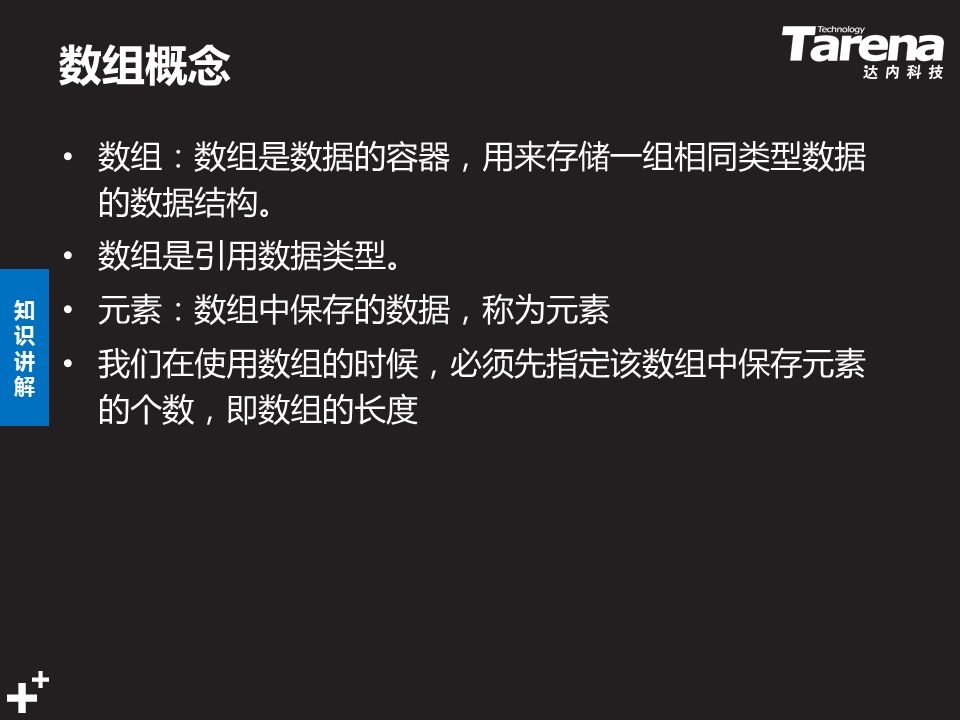 数组概念
Technology
Tarena
达内科技
• 数组：数组是数据的容器，用来存储一组相同类型数据
的数据结构。
• 数组是引用数据类型。
• 元素：数组中保存的数据，称为元素
• 我们在使用数组的时候，必须先指定该数组中保存元素
的个数，即数组的长度
知
识
讲
解